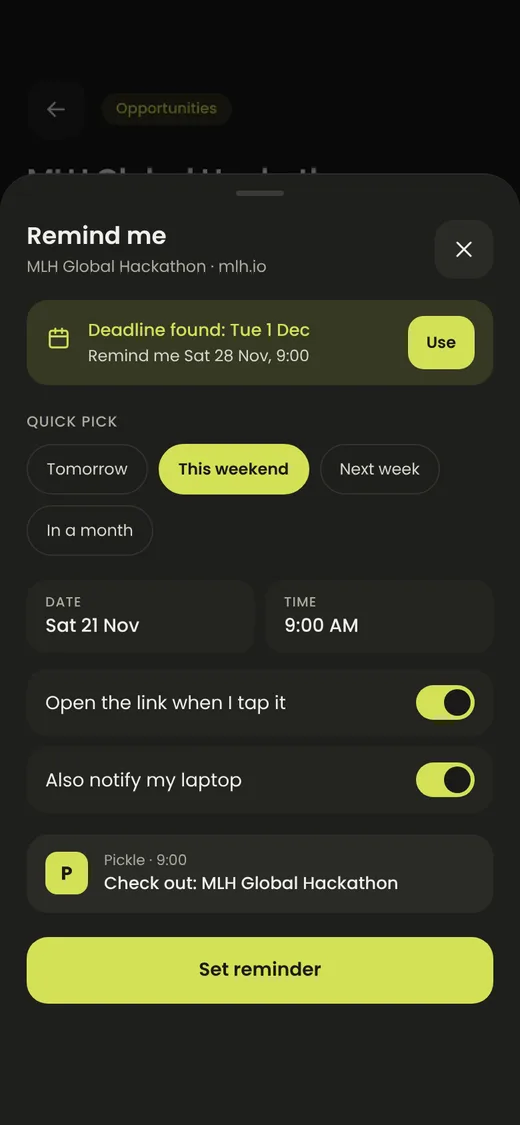 Opportunities
MLH Global Hackath
Remind me
MLH Global Hackathon · mlh.io
Deadline found: Tue 1 Dec
Remind me Sat 28 Nov, 9:00
Use
QUICK PICK
Tomorrow
This weekend
Next week
In a month
DATE
Sat 21 Nov
TIME
9:00 AM
Open the link when I tap it
Also notify my laptop
P
Pickle · 9:00
Check out: MLH Global Hackathon
Set reminder